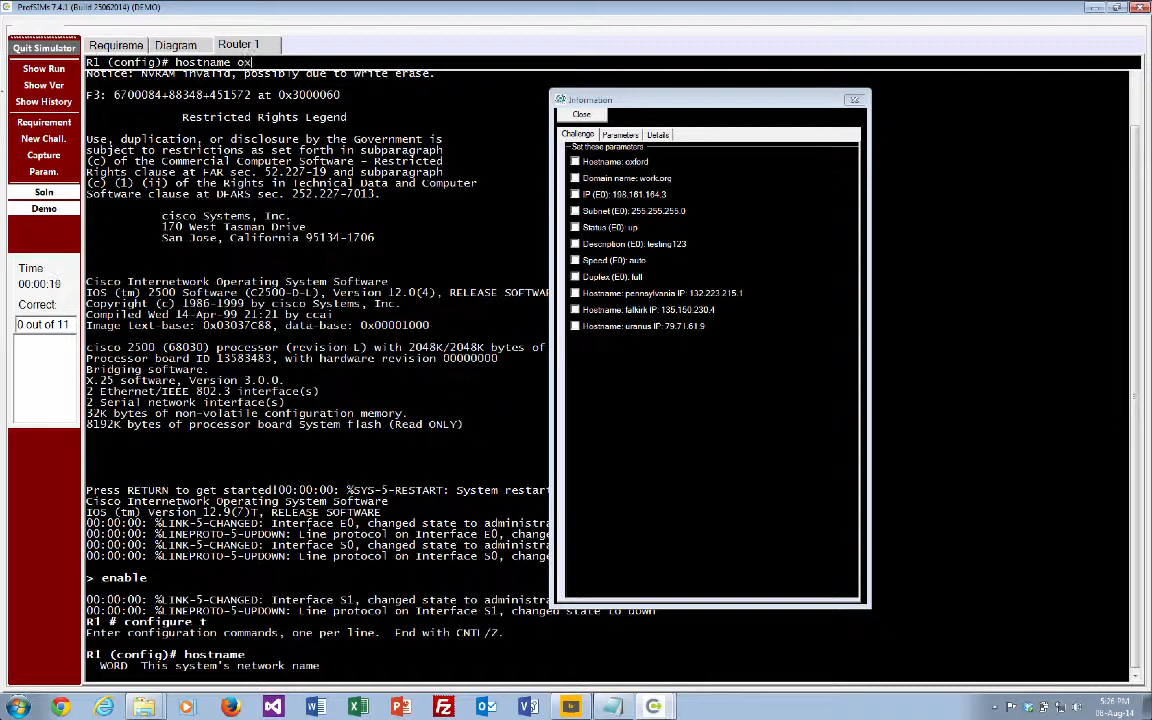 ProfSIMs 7.4.1 (Build 25062014) (DEMO)
Quit Simulator
Requireme
Diagram
Router 1
R1 (config)# hostname ox
Show Run
Show Ver
Show History
Requirement
New Chall.
Capture
Param.
Soln
Demo
Time:
00:00:10
Correct:
0 out of 11
Notice: NVRAM invalid, possibly due to write erase.
F3: 6700084+88348+451572 at 0x3000060
Restricted Rights Legend
Use, duplication, or disclosure by the Government is
subject to restrictions as set forth in subparagraph
(c) of the Commercial Computer Software - Restricted
Rights clause at FAR sec. 52.227-19 and subparagraph
(c) (1) (ii) of the Rights in Technical Data and Computer
Software clause at DFARS sec. 252.227-7013.
cisco Systems, Inc.
170 West Tasman Drive
San Jose, California 95134-1706
Cisco Internetwork Operating System Software
IOS (tm) 2500 Software (C2500-D-L), Version 12.0(4), RELEASE SOFTWA
Copyright (c) 1986-1999 by cisco Systems, Inc.
Compiled Wed 14-Apr-99 21:21 by ccai
Image text-base: 0x03037C88, data-base: 0x00001000
cisco 2500 (68030) processor (revision L) with 2048K/2048K bytes of
Processor board ID 13583483, with hardware revision 00000000
Bridging software.
X.25 software, Version 3.0.0.
2 Ethernet/IEEE 802.3 interface(s)
2 Serial network interface(s)
32K bytes of non-volatile configuration memory.
8192K bytes of processor board System flash (Read ONLY)
Press RETURN to get started!00:00:00: %SYS-5-RESTART: System restart
Cisco Internetwork Operating System Software
IOS (tm) Version 12.9(7)T, RELEASE SOFTWARE
00:00:00: %LINK-5-CHANGED: Interface E0, changed state to administra
00:00:00: %LINEPROTO-5-UPDOWN: Line protocol on Interface E0, change
00:00:00: %LINK-5-CHANGED: Interface S0, changed state to administra
00:00:00: %LINEPROTO-5-UPDOWN: Line protocol on Interface S0, change
> enable
00:00:00: %LINK-5-CHANGED: Interface S1, changed state to administra
00:00:00: %LINEPROTO-5-UPDOWN: Line protocol on Interface S1, changed state to down
R1 # configure t
Enter configuration commands, one per line.  End with CNTL/Z.
R1 (config)# hostname
WORD  This system's network name
Information
Close
Challenge
Parameters
Details
Set these parameters
Hostname: oxford
Domain name: work.org
IP (E0): 198.161.164.3
Subnet (E0): 255.255.255.0
Status (E0): up
Description (E0): testing123
Speed (E0): auto
Duplex (E0): full
Hostname: pennsylvania IP: 132.223.215.1
Hostname: falkirk IP: 135.150.230.4
Hostname: uranus IP: 79.71.61.9
5:26 PM
08-Aug-14